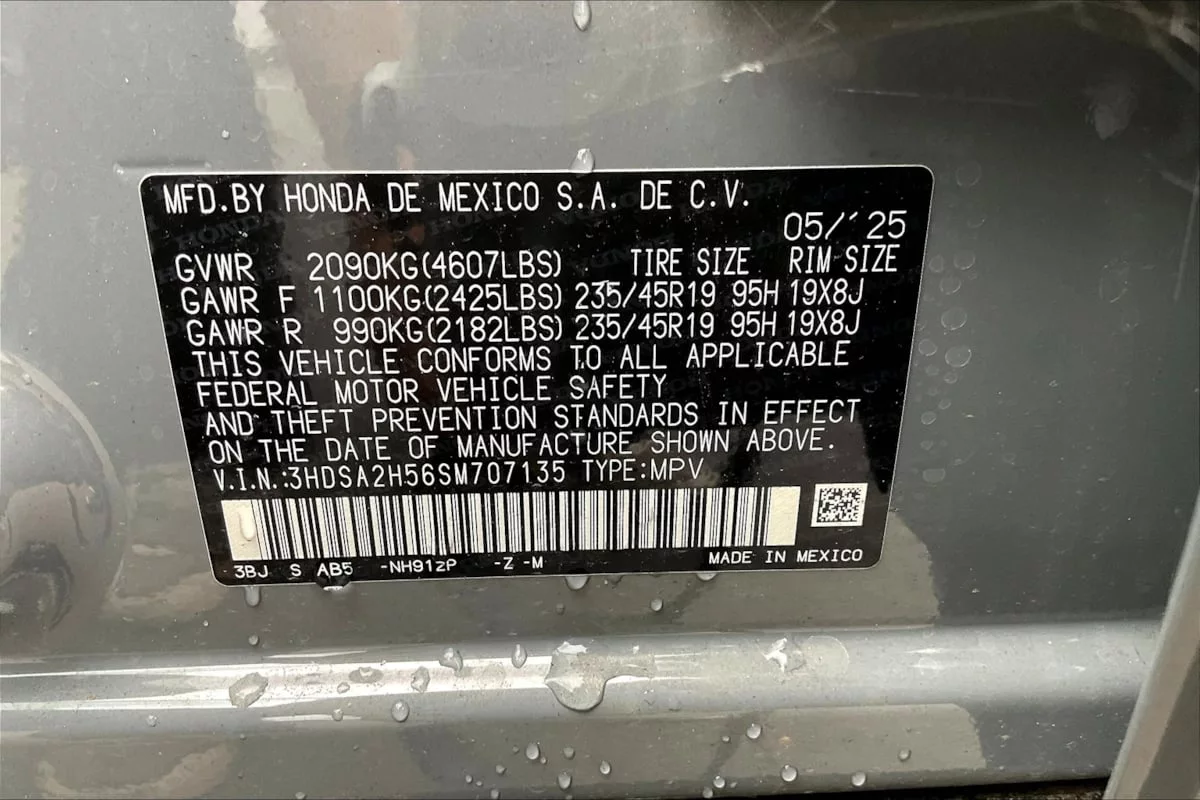 MFD.BY HONDA DE MEXICO S.A. DE C.V.
05/'25
GVWR 2090KG(4607LBS) TIRE SIZE RIM SIZE
GAWR F 1100KG(2425LBS) 235/45R19 95H 19X8J
GAWR R 990KG(2182LBS) 235/45R19 95H 19X8J
THIS VEHICLE CONFORMS TO ALL APPLICABLE
FEDERAL MOTOR VEHICLE SAFETY
AND THEFT PREVENTION STANDARDS IN EFFECT
ON THE DATE OF MANUFACTURE SHOWN ABOVE.
V.I.N.:3HDSA2H56SM707135 TYPE:MPV
3BJ S AB5 -NH912P -Z -M MADE IN MEXICO